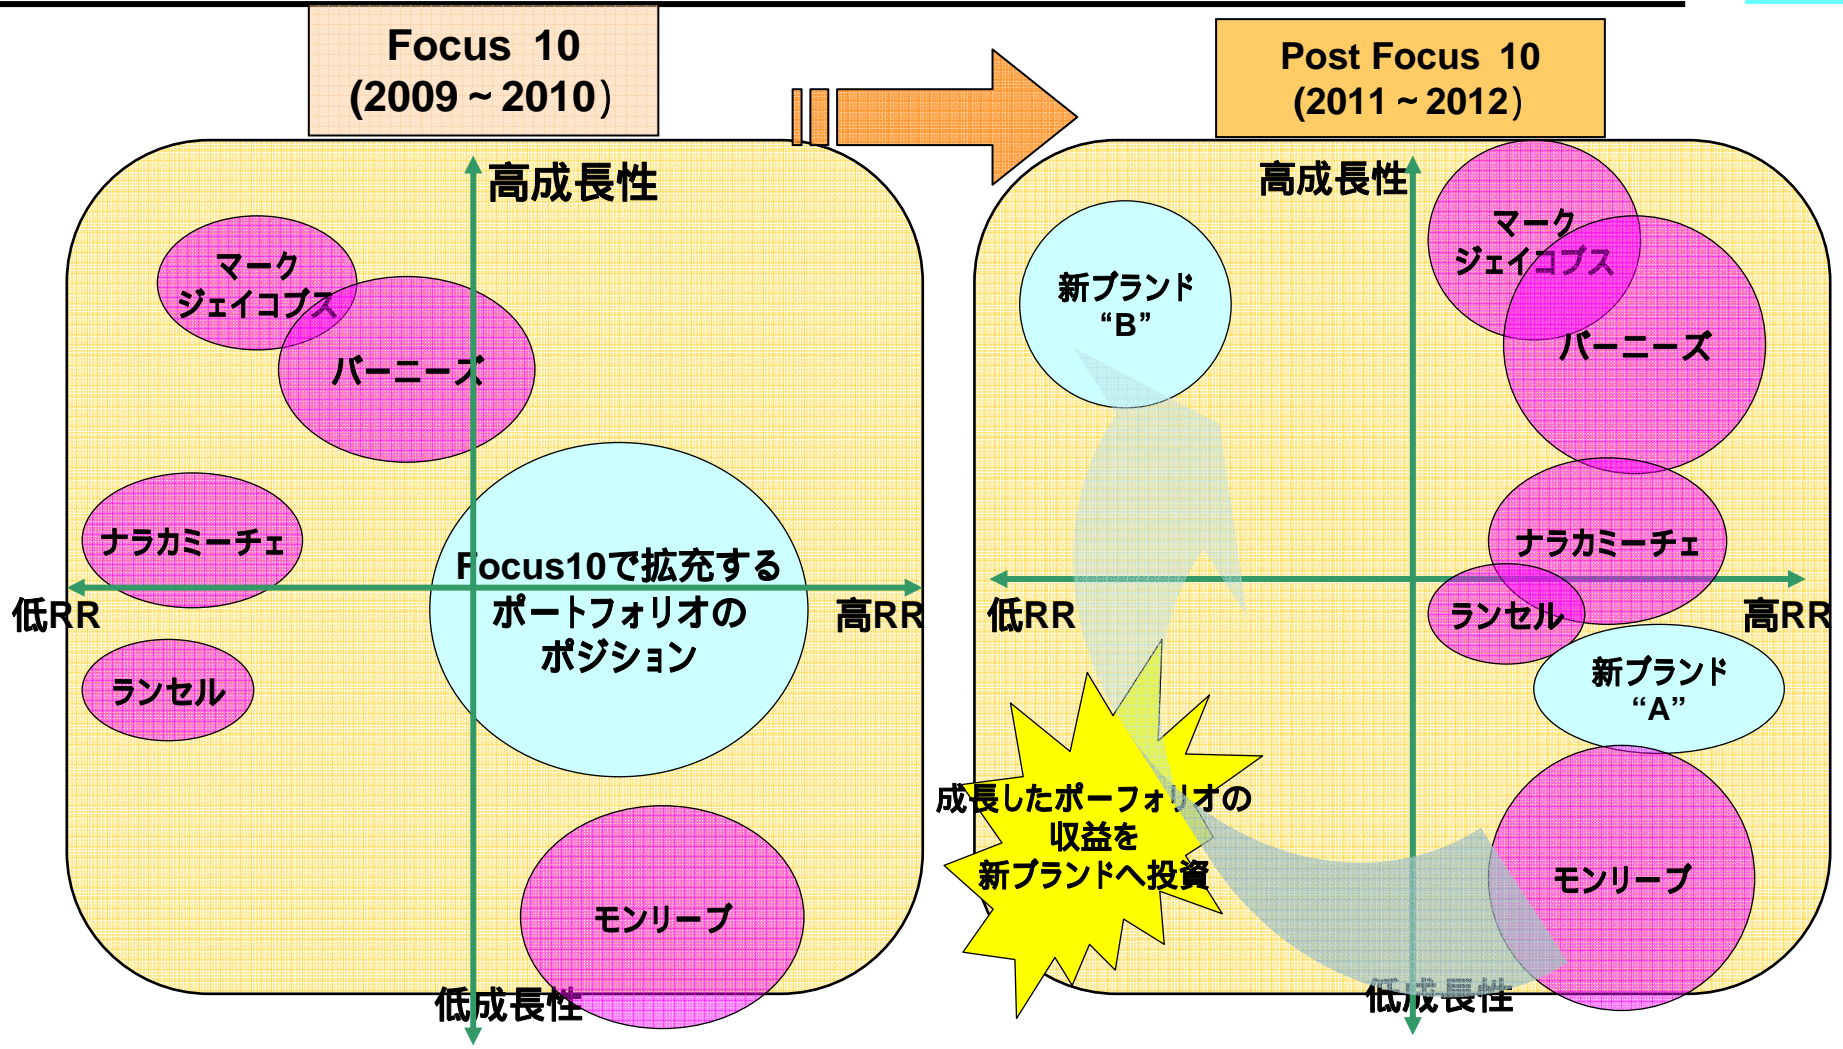 Focus 10
(2009～2010)
Post Focus 10
(2011～2012)
高成長性
マーク
ジェイコブス
バーニーズ
ナラカミーチェ
Focus10で拡充する
ポートフォリオの
ポジション
低RR
高RR
ランセル
モンリーブ
低成長性
高成長性
新ブランド
“B”
マーク
ジェイコブス
バーニーズ
ナラカミーチェ
低RR
ランセル
高RR
新ブランド
“A”
成長したポーフォリオの
収益を
新ブランドへ投資
モンリーブ
低成長性